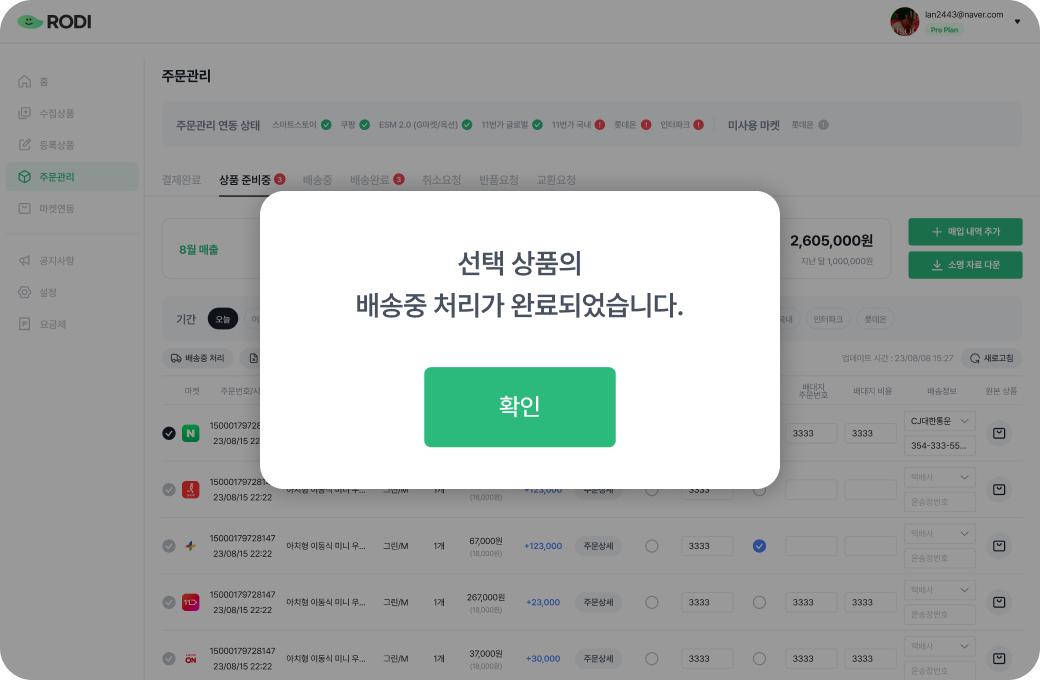 RODI
lan2443@naver.com
Pro Plan
홈
수집상품
등록상품
주문관리
마켓연동
공지사항
설정
요금제
주문관리
주문관리 연동 상태 스마트스토어 쿠팡 ESM 2.0 (G마켓/옥션) 11번가 글로벌 11번가 국내 롯데온 인터파크 미사용 마켓 롯데온
결제완료 상품 준비중 3 배송중 배송완료 3 취소요청 반품요청 교환요청
8월 매출
2,605,000원
지난 달 1,000,000원
매입 내역 추가
소명 자료 다운
선택 상품의
배송중 처리가 완료되었습니다.
확인
기간 오늘 인터파크 롯데온
배송중 처리
업데이트 시간 : 23/08/08 15:27 새로고침
마켓 주문번호/시 배대지 주문번호 배대지 비용 배송정보 원본 상품
N 15000179728 3333 3333 CJ대한통운
23/08/15 22 354-333-55...
15000179728147 아치형 이동식 미니 우... 그린/M 1개 (18,000원) +123,000 주문상세 3333 택배사
23/08/15 22:22 운송장번호
15000179728147 아치형 이동식 미니 우... 그린/M 1개 67,000원 (18,000원) +123,000 주문상세 3333 택배사
23/08/15 22:22 운송장번호
11 15000179728147 아치형 이동식 미니 우... 그린/M 1개 267,000원 (18,000원) +23,000 주문상세 3333 3333 3333 택배사
23/08/15 22:22 운송장번호
ON 15000179728147 아치형 이동식 미니 우... 그린/M 1개 37,000원 (18,000원) +30,000 주문상세 3333 3333 3333 택배사
23/08/15 22:22 운송장번호